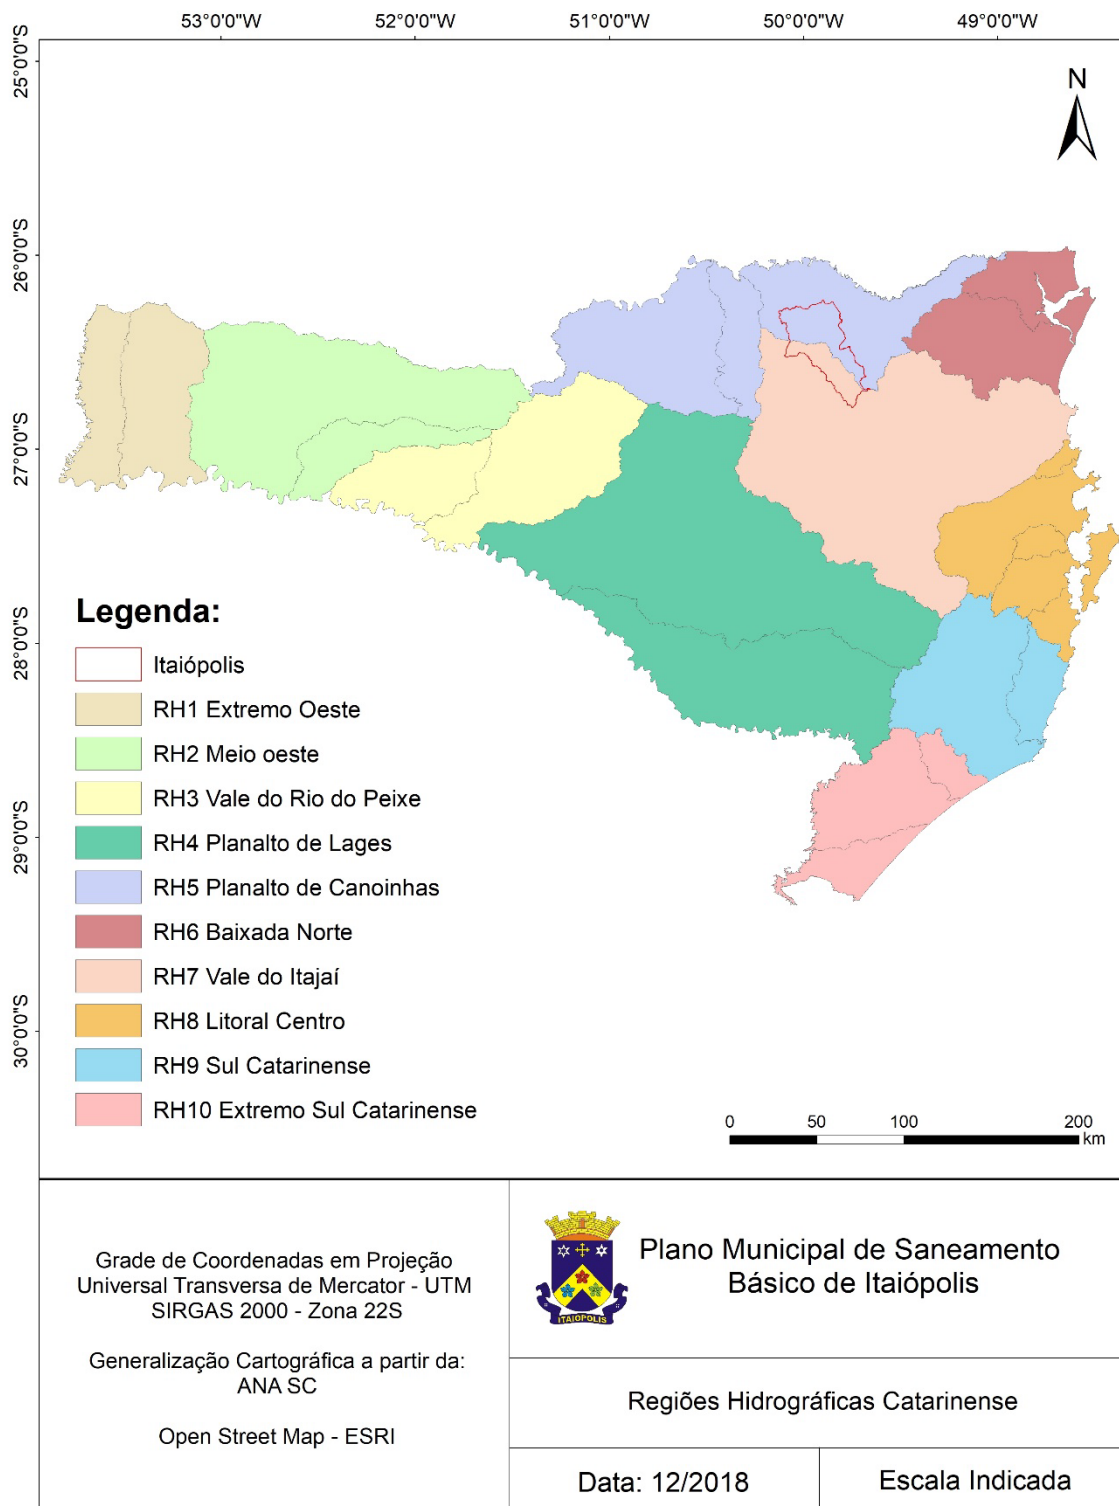 53°0'0"W 52°0'0"W 51°0'0"W 50°0'0"W 49°0'0"W
25°0'0"S
26°0'0"S
27°0'0"S
28°0'0"S
29°0'0"S
30°0'0"S
N
Legenda:
Itaiópolis
RH1 Extremo Oeste
RH2 Meio oeste
RH3 Vale do Rio do Peixe
RH4 Planalto de Lages
RH5 Planalto de Canoinhas
RH6 Baixada Norte
RH7 Vale do Itajaí
RH8 Litoral Centro
RH9 Sul Catarinense
RH10 Extremo Sul Catarinense
0 50 100 200
km
Grade de Coordenadas em Projeção
Universal Transversa de Mercator - UTM
SIRGAS 2000 - Zona 22S
Generalização Cartográfica a partir da:
ANA SC
Open Street Map - ESRI
ITAIÓPOLIS
Plano Municipal de Saneamento
Básico de Itaiópolis
Regiões Hidrográficas Catarinense
Data: 12/2018
Escala Indicada